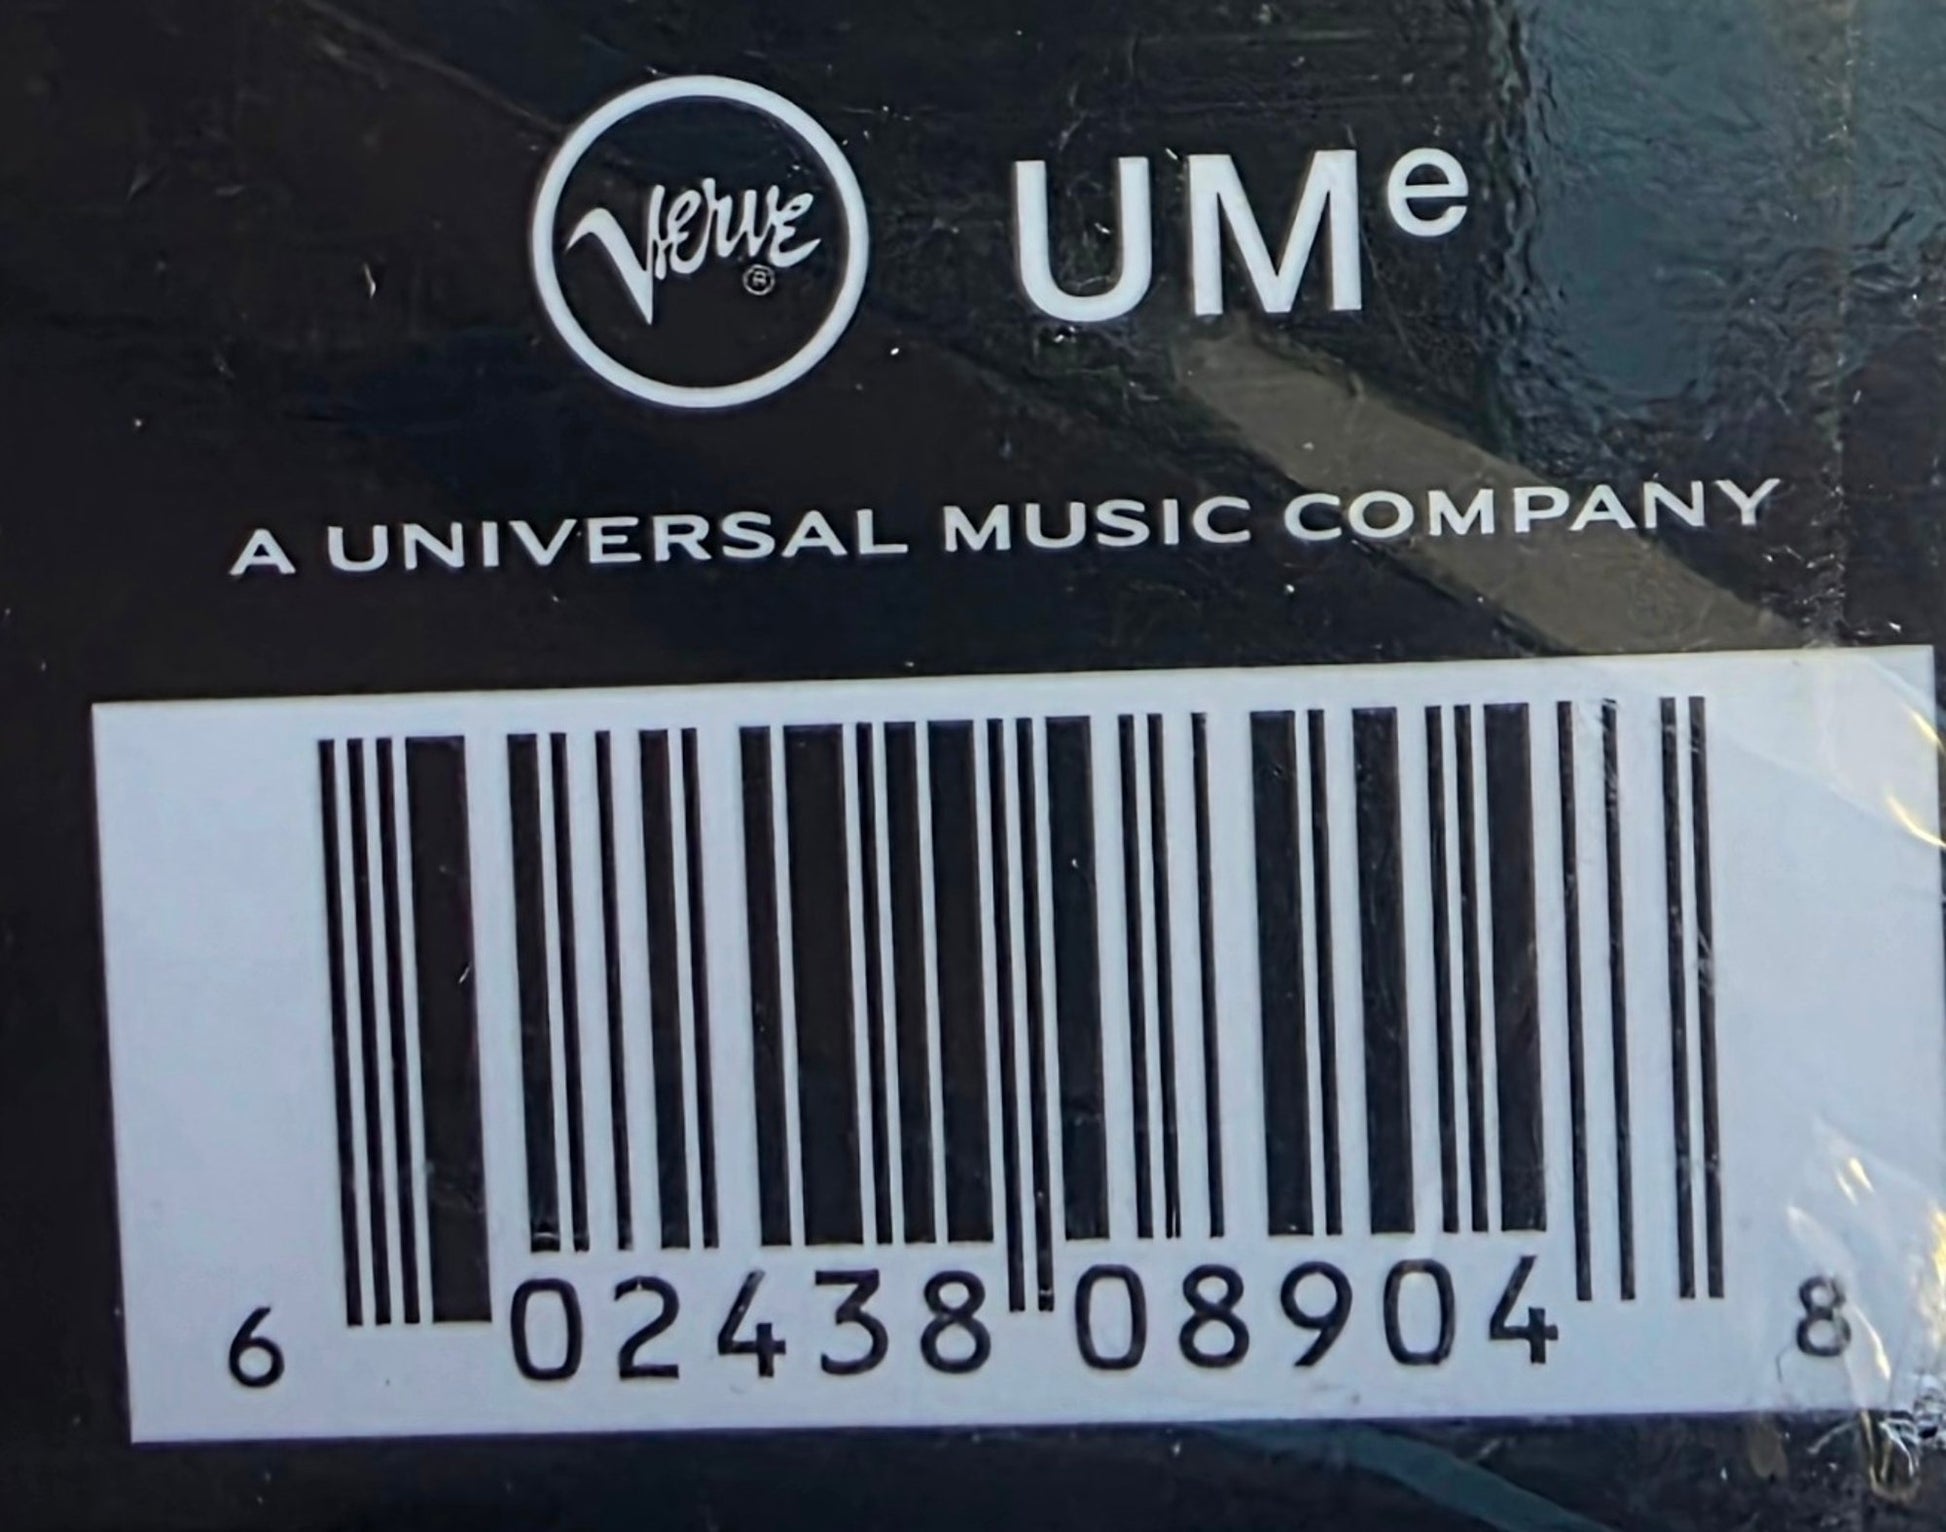 Verve® UMe
A UNIVERSAL MUSIC COMPANY
6 02438 08904 8